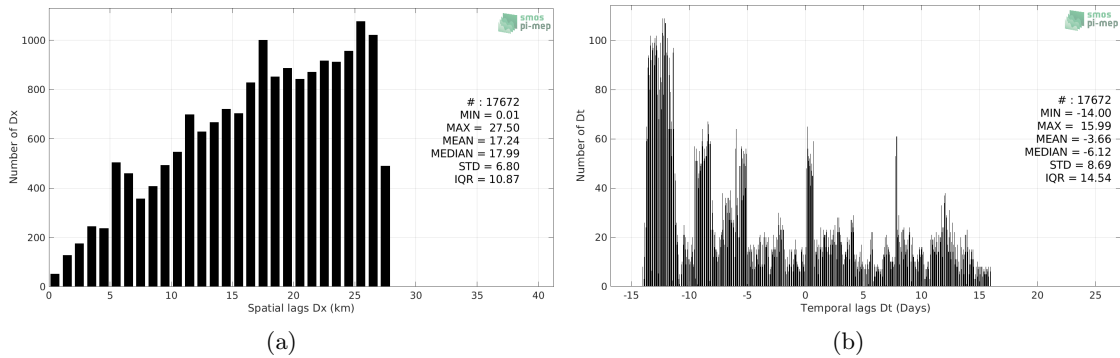 smos
pi-mep
1000
800
600
400
200
0
Number of Dx
# : 17672
MIN = 0.01
MAX = 27.50
MEAN = 17.24
MEDIAN = 17.99
STD = 6.80
IQR = 10.87
0 5 10 15 20 25 30 35 40
Spatial lags Dx (km)
(a)
smos
pi-mep
100
80
60
40
20
0
Number of Dt
# : 17672
MIN = -14.00
MAX = 15.99
MEAN = -3.66
MEDIAN = -6.12
STD = 8.69
IQR = 14.54
-15 -10 -5 0 5 10 15 20 25
Temporal lags Dt (Days)
(b)